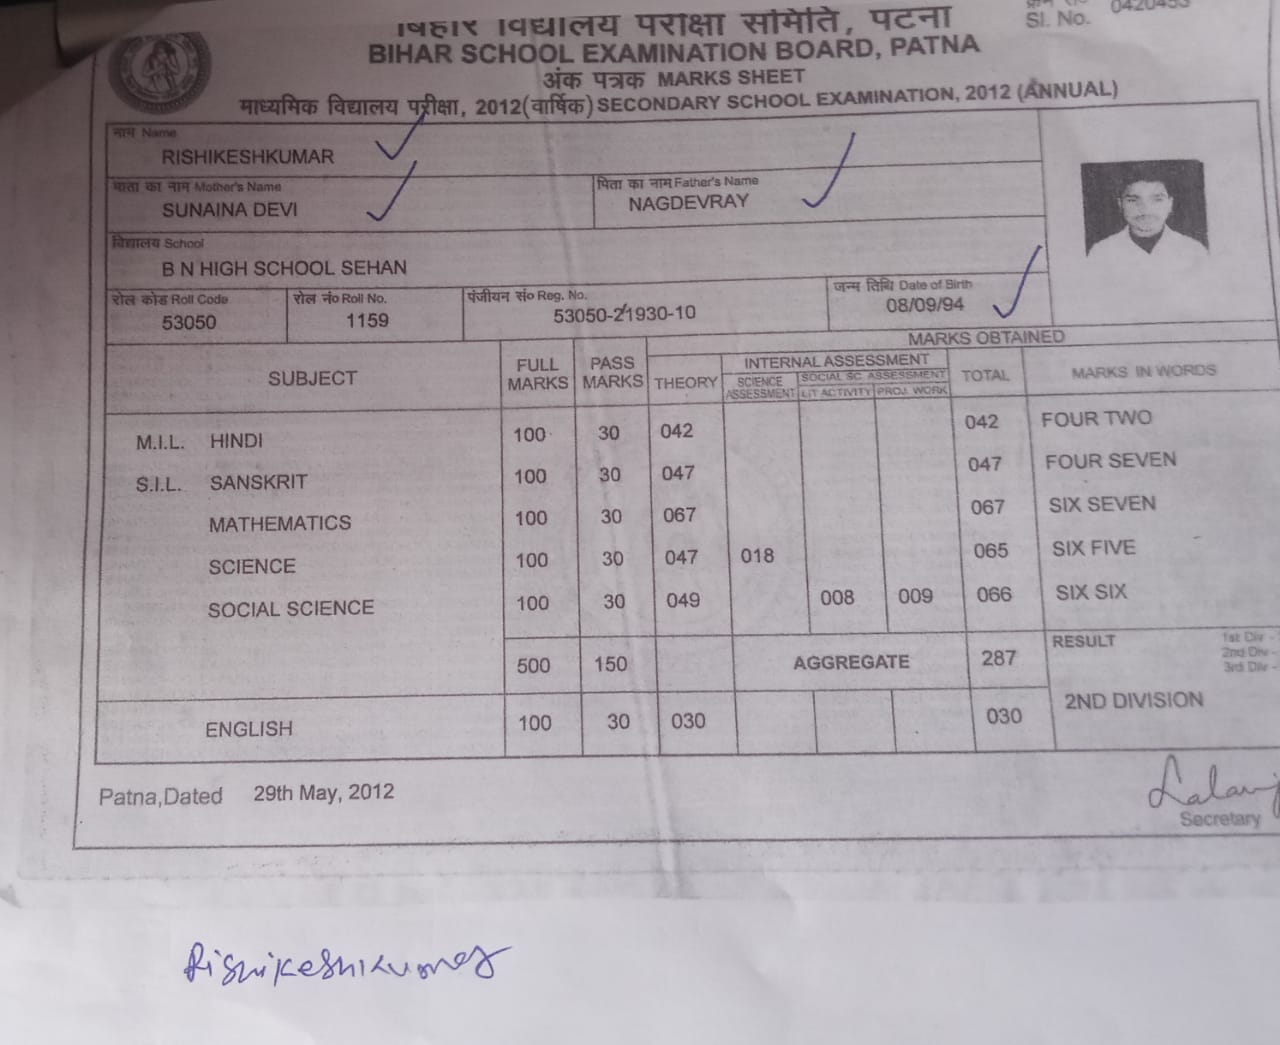 बिहार विद्यालय परीक्षा समिति, पटना
Sl. No.
BIHAR SCHOOL EXAMINATION BOARD, PATNA
अंक पत्रक MARKS SHEET
माध्यमिक विद्यालय परीक्षा, 2012(वार्षिक) SECONDARY SCHOOL EXAMINATION, 2012 (ANNUAL)
नाम Name
RISHIKESHKUMAR
माता का नाम Mother's Name
SUNAINA DEVI
पिता का नाम Father's Name
NAGDEVRAY
विद्यालय School
B N HIGH SCHOOL SEHAN
रोल कोड Roll Code
53050
रोल नं० Roll No.
1159
पंजीयन सं० Reg. No.
53050-21930-10
जन्म तिथि Date of Birth
08/09/94
MARKS OBTAINED
SUBJECT FULL MARKS PASS MARKS THEORY INTERNAL ASSESSMENT TOTAL MARKS IN WORDS
SCIENCE ASSESSMENT SOCIAL SC. ASSESSMENT
LIT ACTIVITY PROJ. WORK
M.I.L. HINDI 100 30 042 042 FOUR TWO
S.I.L. SANSKRIT 100 30 047 047 FOUR SEVEN
MATHEMATICS 100 30 067 067 SIX SEVEN
SCIENCE 100 30 047 018 065 SIX FIVE
SOCIAL SCIENCE 100 30 049 008 009 066 SIX SIX
500 150 AGGREGATE 287 RESULT
1st Div -
2nd Div -
3rd Div -
2ND DIVISION
ENGLISH 100 30 030 030
Patna,Dated 29th May, 2012
Secretary
Rishikeshkumar